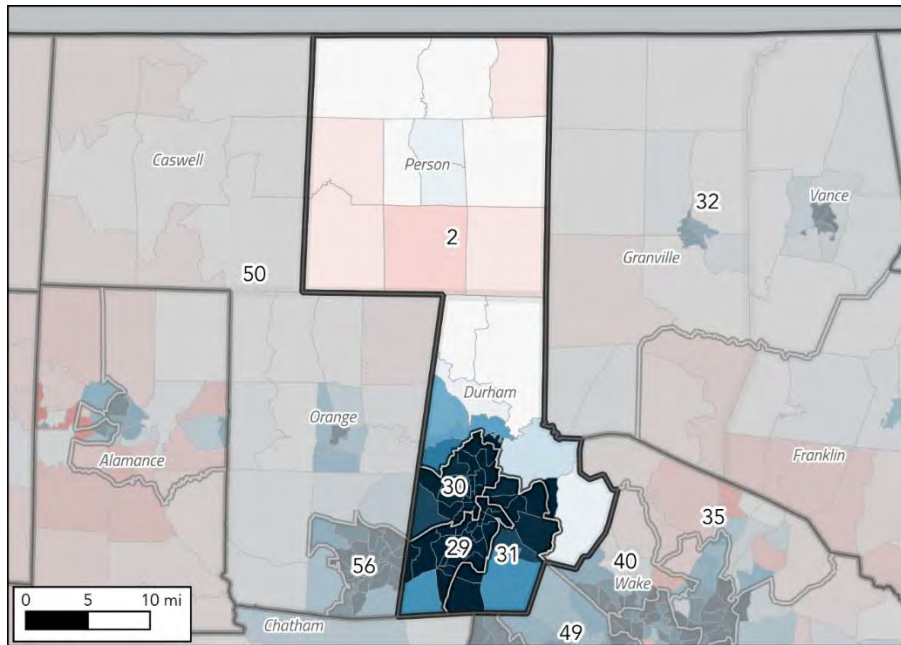 Caswell
Person
Vance
32
2
Granville
50
Durham
Orange
Franklin
Alamance
30
35
29
31
56
40
Wake
0 5 10 mi
Chatham
49